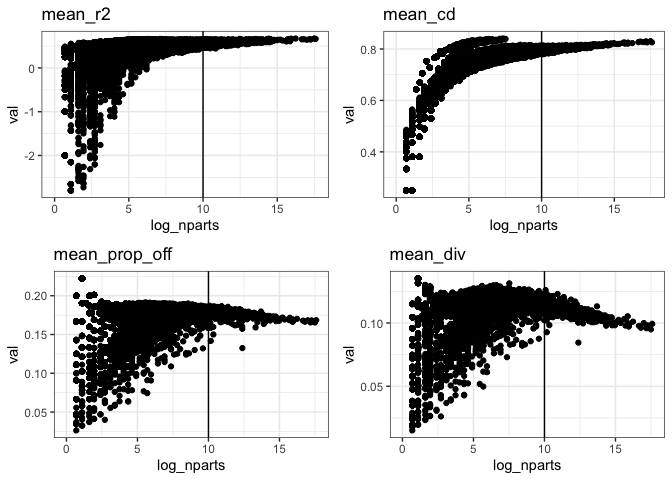 mean_r2
val
0
-1
-2
0 5 10 15
log_nparts
mean_cd
val
0.8
0.6
0.4
0 5 10 15
log_nparts
mean_prop_off
val
0.20
0.15
0.10
0.05
0 5 10 15
log_nparts
mean_div
val
0.10
0.05
0 5 10 15
log_nparts